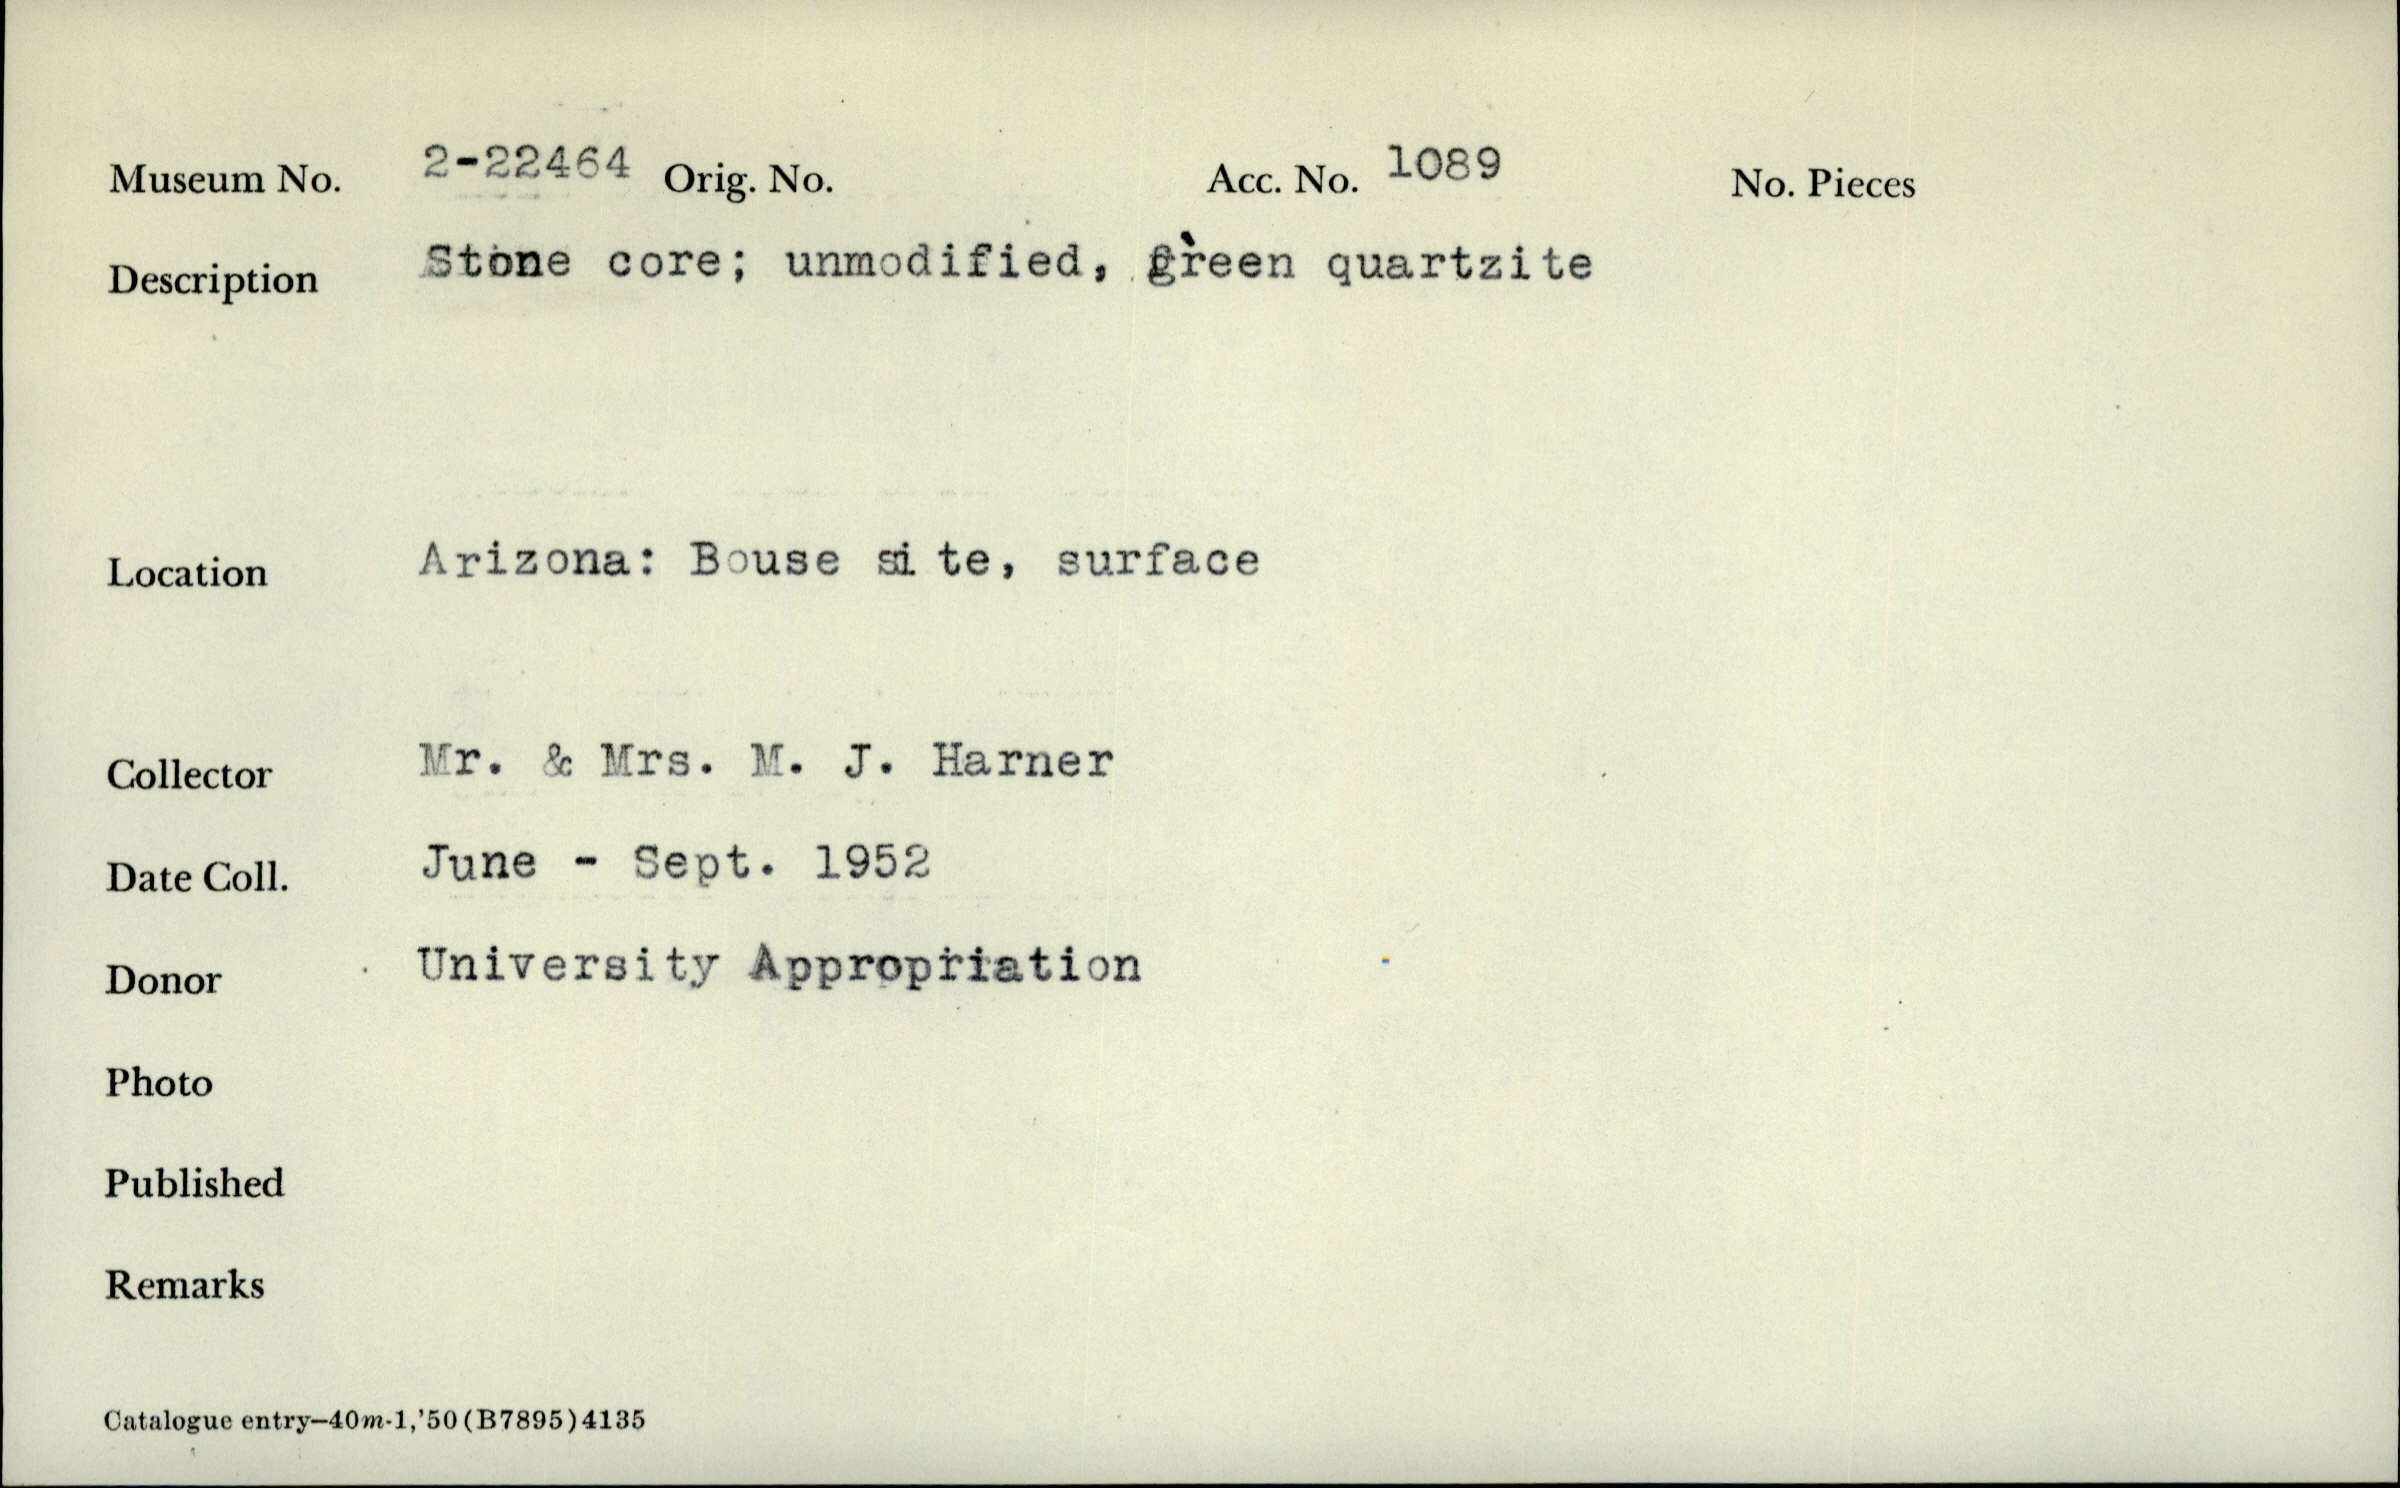 Museum No. 2-22464 Orig. No. Acc. No. 1089 No. Pieces
Description Stone core; unmodified, green quartzite
Location Arizona: Bouse site, surface
Collector Mr. & Mrs. M. J. Harner
Date Coll. June - Sept. 1952
Donor University Appropriation
Photo
Published
Remarks
Catalogue entry—40m-1,'50(B7895)4135